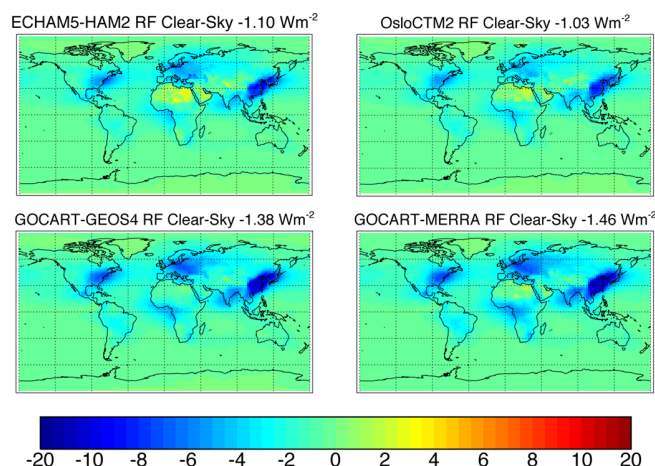 ECHAM5-HAM2 RF Clear-Sky -1.10 Wm-2
OsloCTM2 RF Clear-Sky -1.03 Wm-2
GOCART-GEOS4 RF Clear-Sky -1.38 Wm-2
GOCART-MERRA RF Clear-Sky -1.46 Wm-2
-20 -10 -8 -6 -4 -2 0 2 4 6 8 10 20